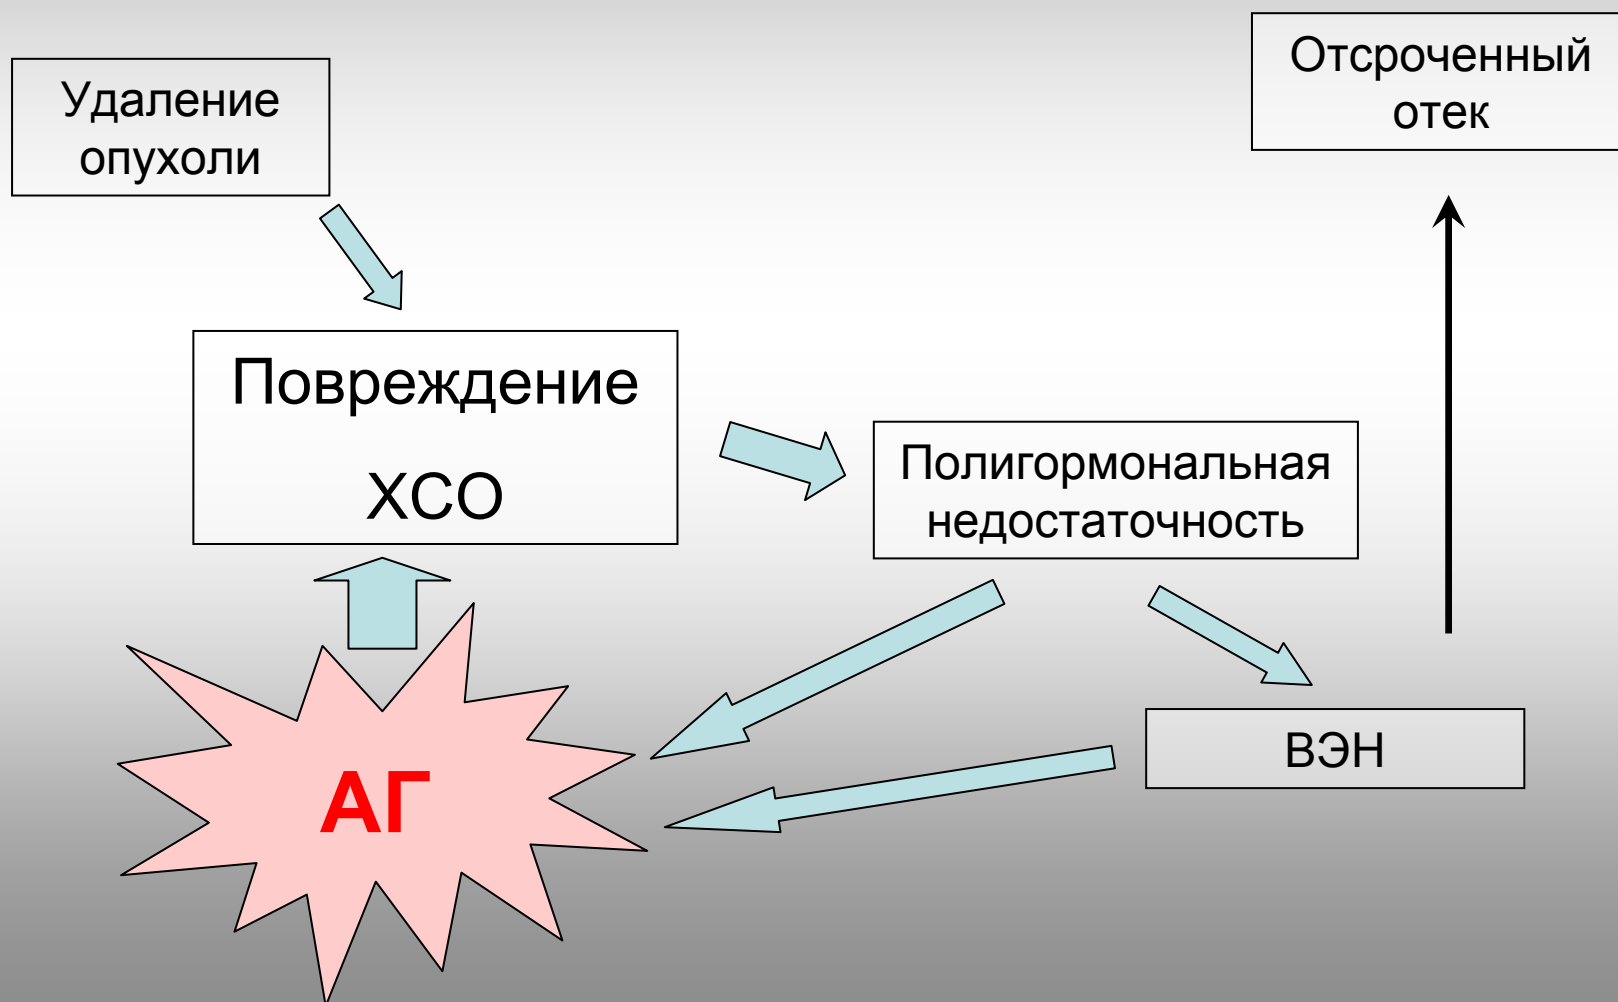 Отсроченный
отек
Удаление
опухоли
Повреждение
ХСО
Полигормональная
недостаточность
ВЭН
АГ